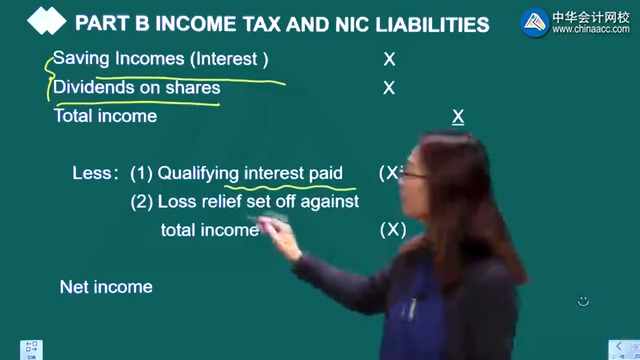 PART B INCOME TAX AND NIC LIABILITIES
中华会计网校
www.chinaacc.com
Saving Incomes (Interest ) X
Dividends on shares X
Total income X
Less： (1) Qualifying interest paid (X
(2) Loss relief set off against
total income (X)
Net income